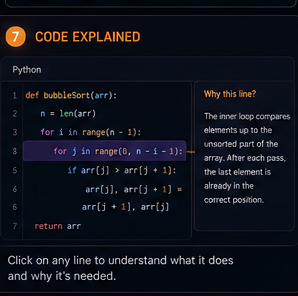 7 CODE EXPLAINED
Python
1 def bubbleSort(arr):
2 n = len(arr)
3 for i in range(n - 1):
3 for j in range(0, n - i - 1):
5 if arr[j] > arr[j + 1):
6 arr[j], arr[j + 1] =
6 arr[j + 1], arr[j]
7 return arr
Why this line?
The inner loop compares
elements up to the
unsorted part of the
array. After each pass,
the last element is
already in the
correct position.
Click on any line to understand what it does
and why it's needed.